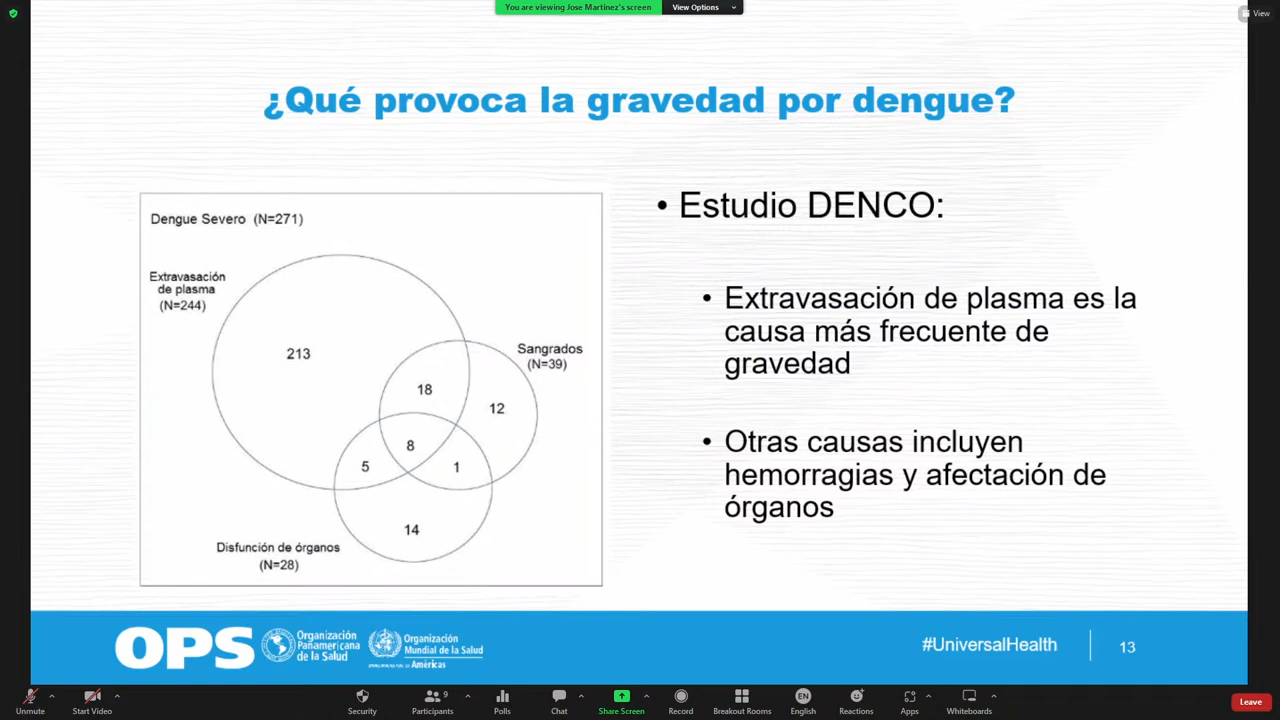 You are viewing Jose Martinez's screen
View Options
View
¿Qué provoca la gravedad por dengue?
Dengue Severo (N=271)
Extravasación
de plasma
(N=244)
213
Sangrados
(N=39)
18
12
8
5
1
14
Disfunción de órganos
(N=28)
• Estudio DENCO:
• Extravasación de plasma es la
causa más frecuente de
gravedad
• Otras causas incluyen
hemorragias y afectación de
órganos
OPS
Organización
Panamericana
de la Salud
Organización
Mundial de la Salud
Américas
#UniversalHealth
13
Unmute
Start Video
Security
Participants
9
Polls
Chat
Share Screen
Record
Breakout Rooms
EN
English
Reactions
Apps
Whiteboards
Leave